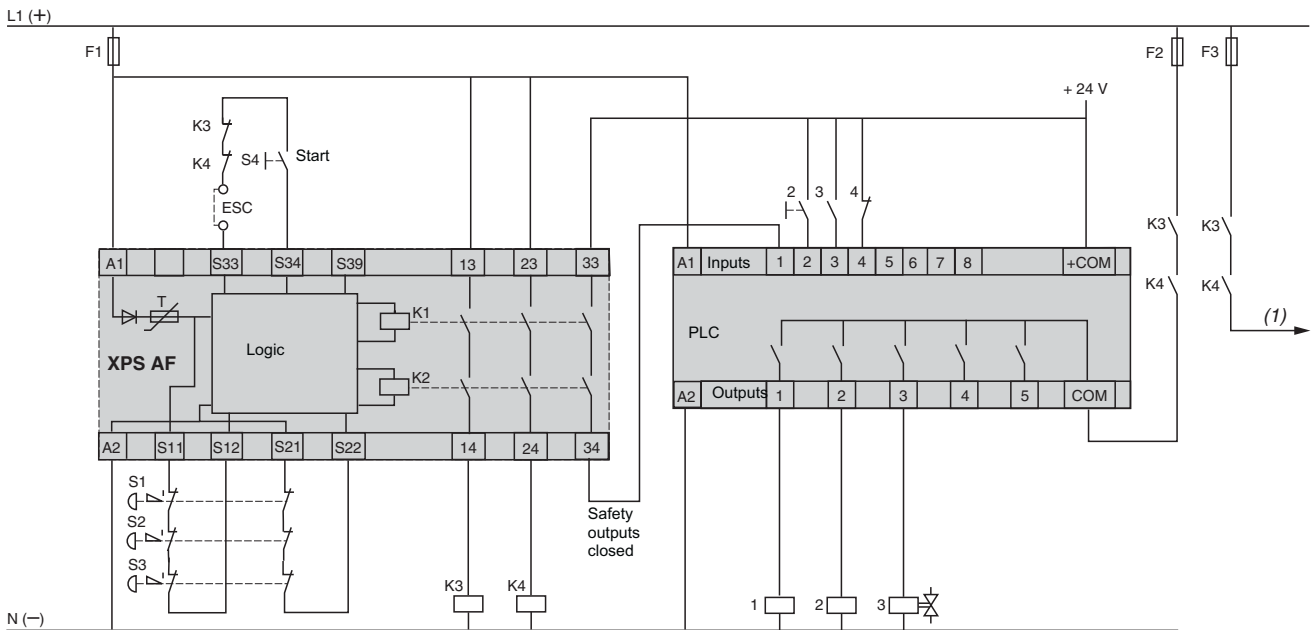 L1 (+)
F1
F2
F3
+ 24 V
K3
K4
S4
Start
ESC
2
3
4
K3
K3
K4
K4
(1)
A1
S33
S34
S39
13
23
33
A1
Inputs
1
2
3
4
5
6
7
8
+COM
T
K1
Logic
XPS AF
K2
PLC
A2
S11
S12
S21
S22
14
24
34
A2
Outputs
1
2
3
4
5
COM
S1
S2
S3
Safety
outputs
closed
K3
K4
1
2
3
N (−)